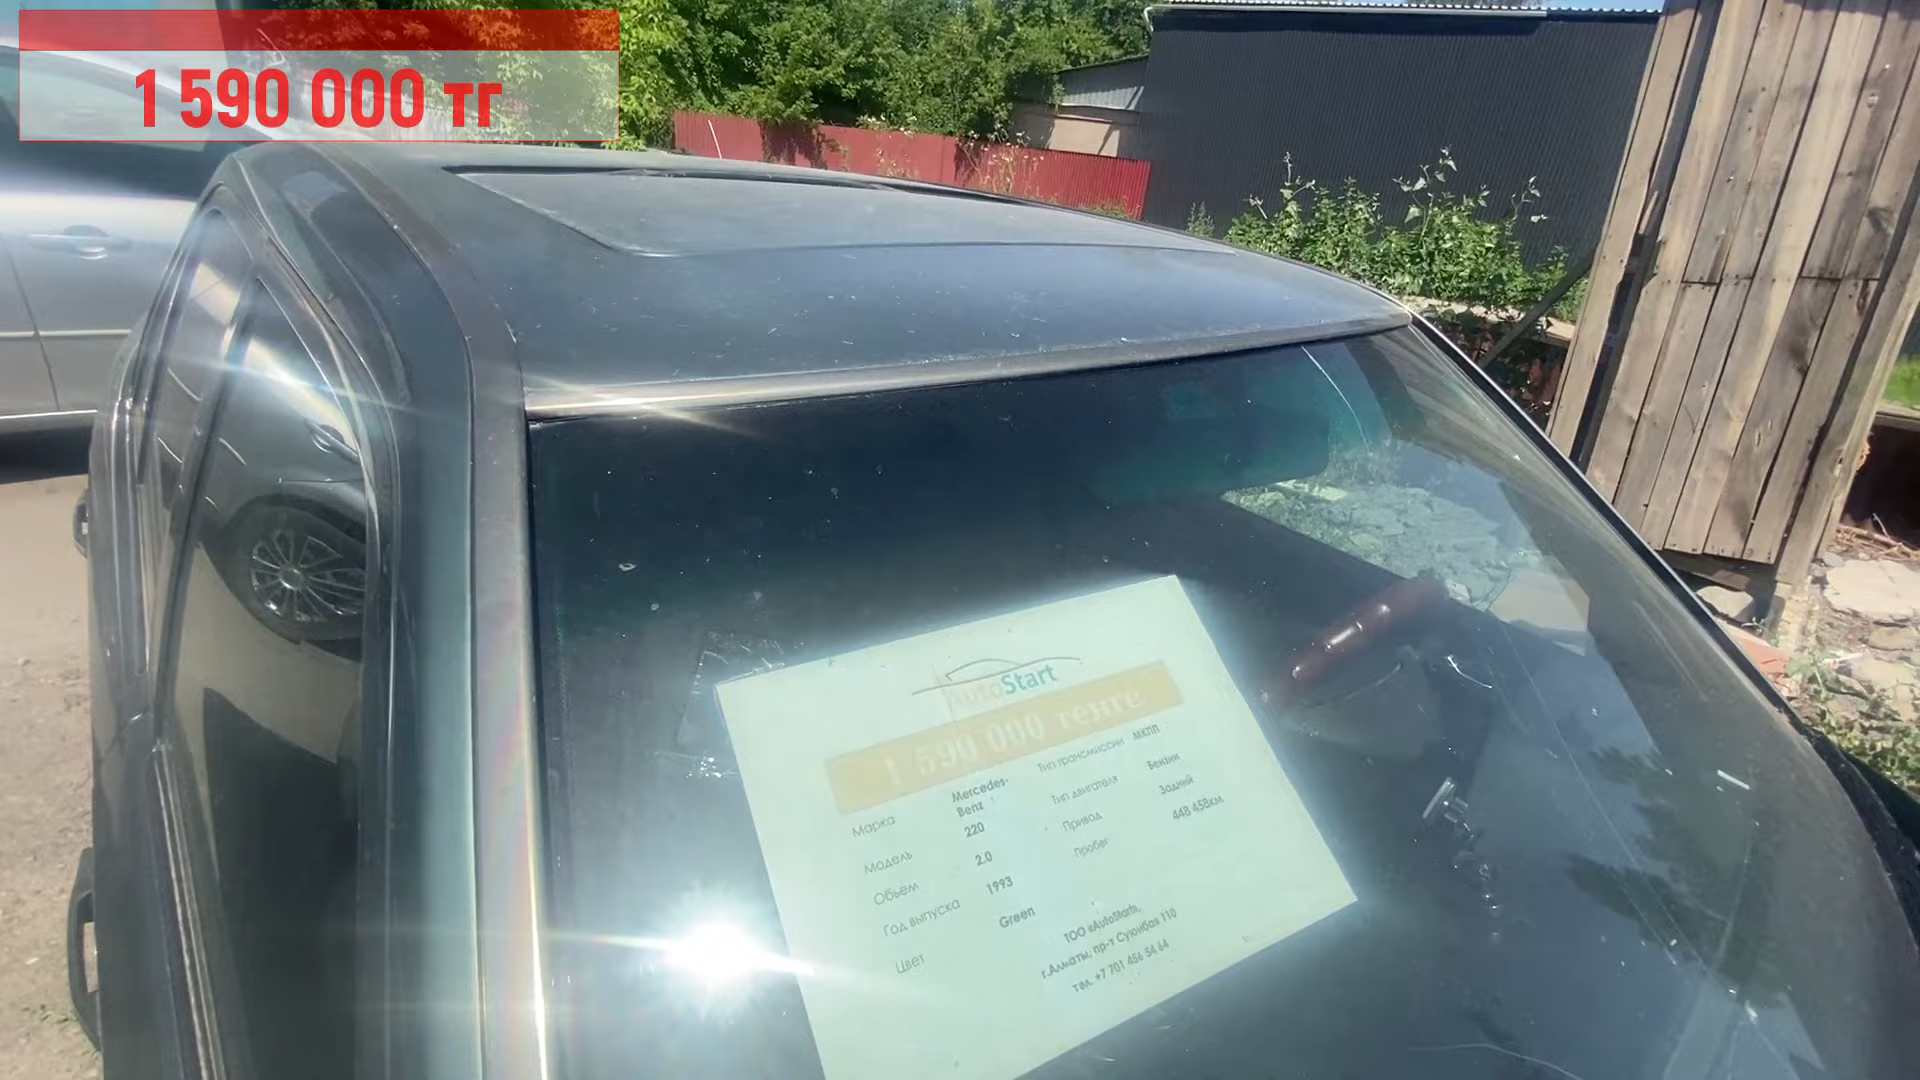 1 590 000 тг
AutoStart
1 590 000 тенге
Марка Mercedes-Benz Тип трансмиссии МКПП
Модель 220 Тип двигателя Бензин
Объем 2.0 Привод Задний
Год выпуска 1993 Пробег 448 458км
Цвет Green
ТОО «AutoStart»,
г.Алматы, пр-т Суюнбая 110
тел. +7 701 456 54 64